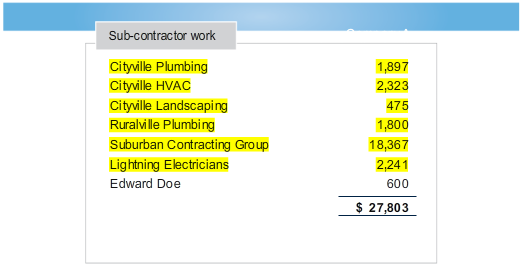 Sub-contractor work
Cityville Plumbing 1,897
Cityville HVAC 2,323
Cityville Landscaping 475
Ruralville Plumbing 1,800
Suburban Contracting Group 18,367
Lightning Electricians 2,241
Edward Doe 600
$ 27,803